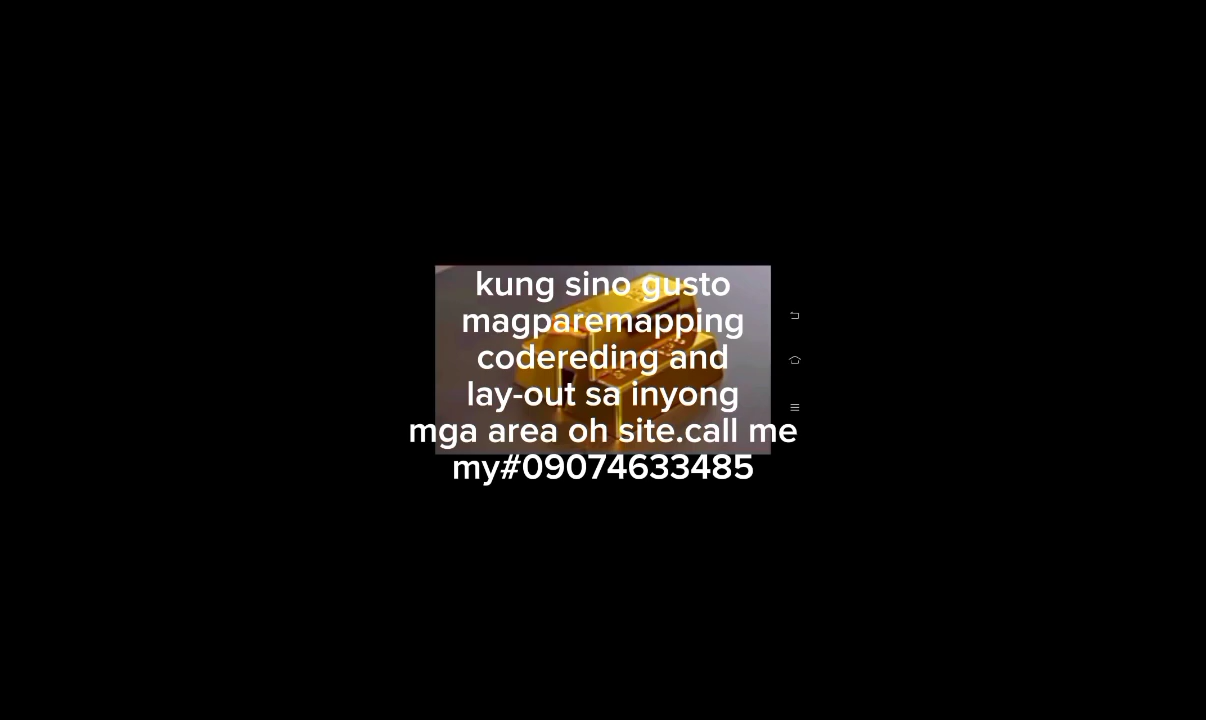 kung sino gusto
magparemapping
codereding and
lay-out sa inyong
mga area oh site.call me
my#09074633485